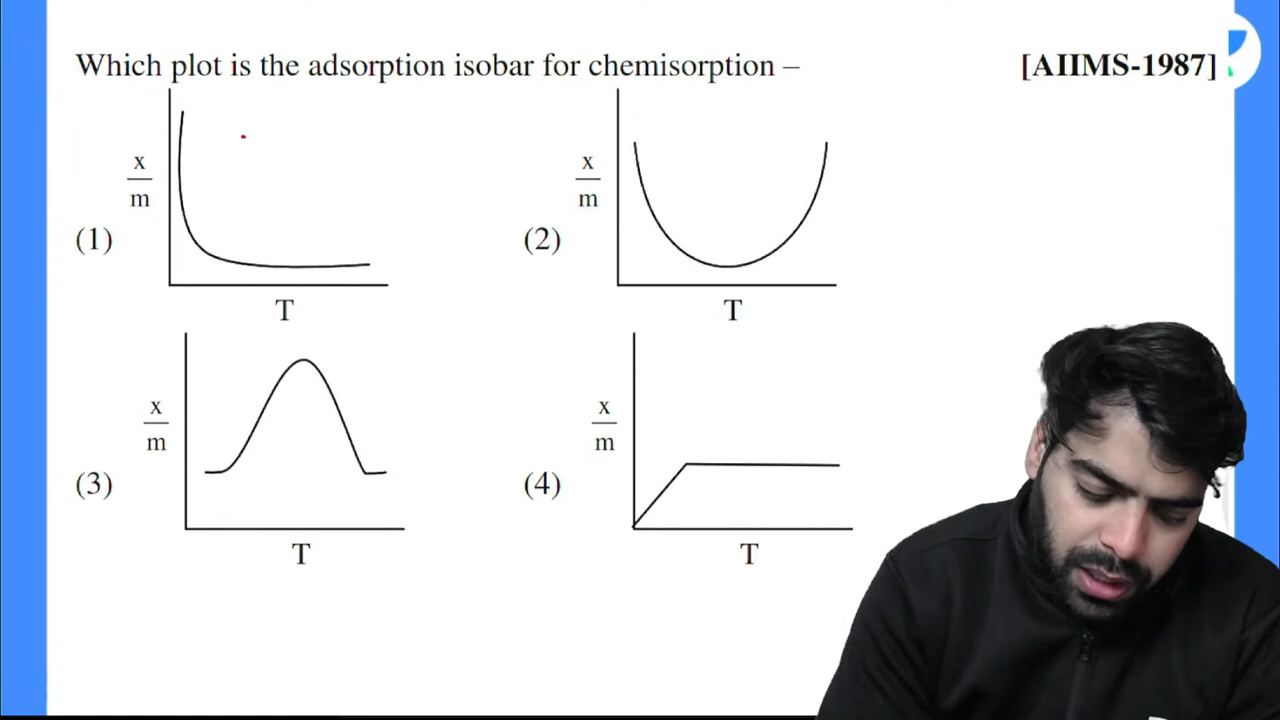 Which plot is the adsorption isobar for chemisorption – [AIIMS-1987]
x
m
(1)
T
x
m
(2)
T
x
m
(3)
T
x
m
(4)
T